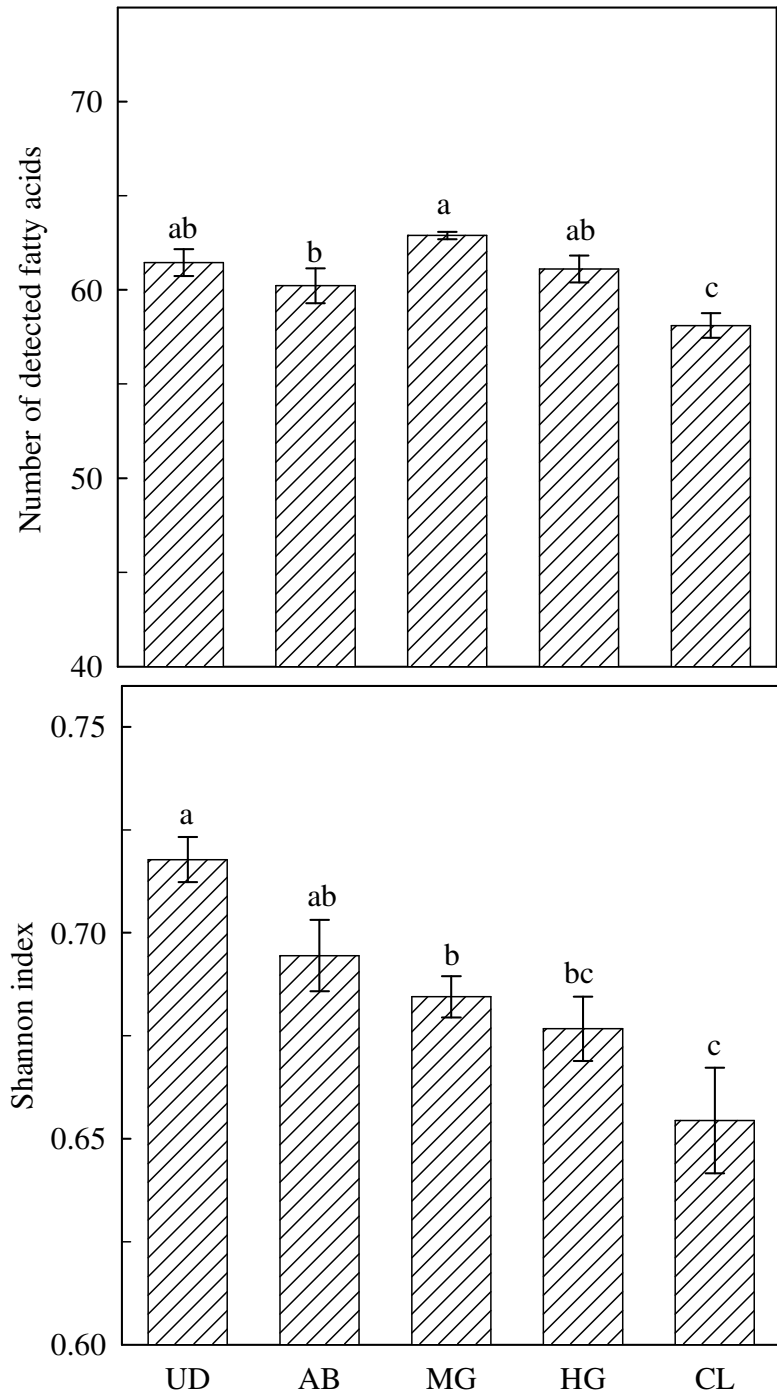 Number of detected fatty acids
70
60
50
40
ab
b
a
ab
c
Shannon index
0.75
0.70
0.65
0.60
a
ab
b
bc
c
UD AB MG HG CL